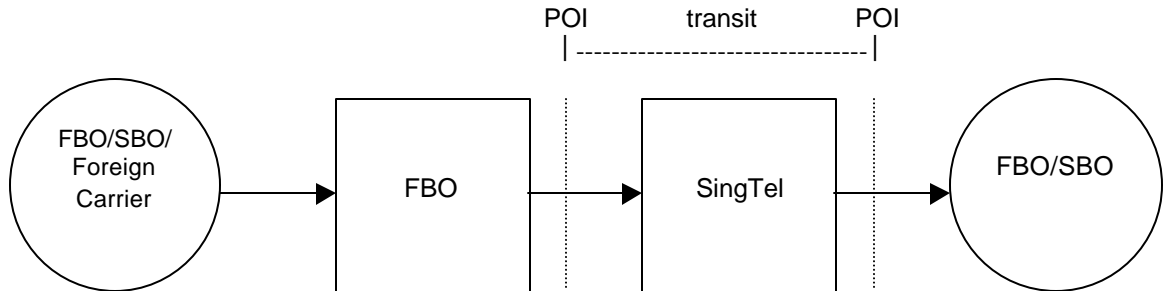 POI transit POI
FBO/SBO/
Foreign
Carrier
FBO
SingTel
FBO/SBO